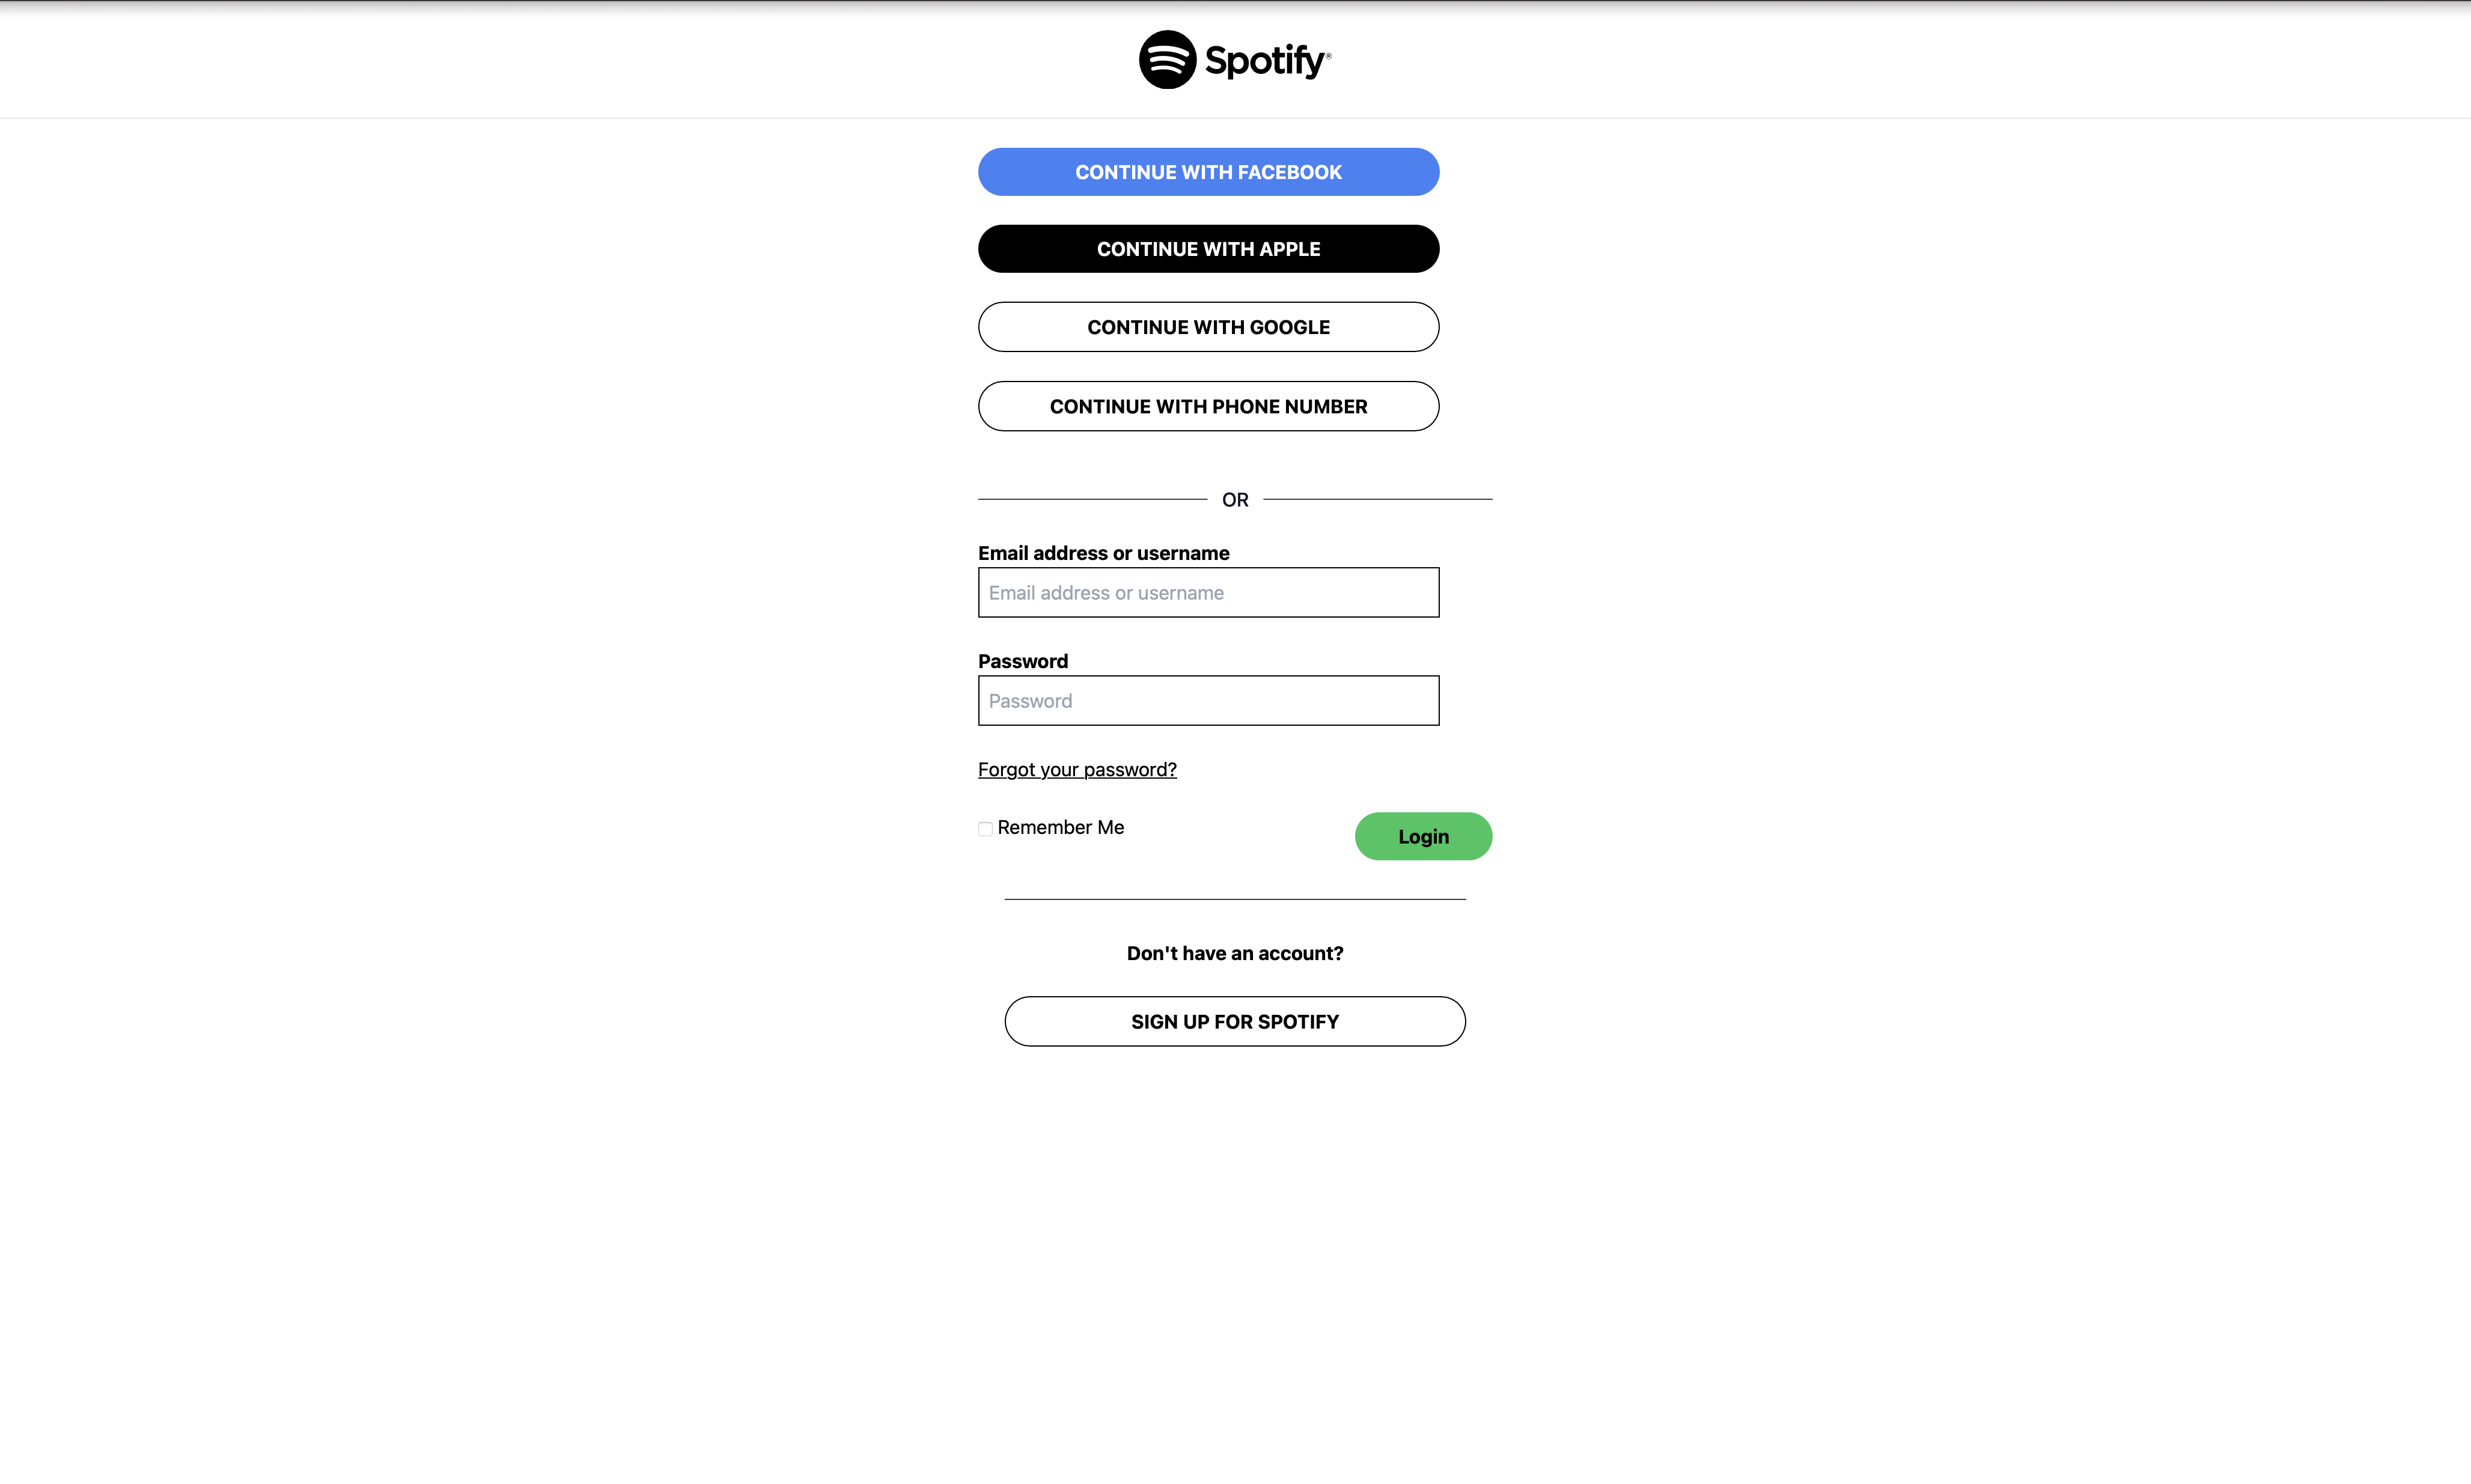 Spotify®
CONTINUE WITH FACEBOOK
CONTINUE WITH APPLE
CONTINUE WITH GOOGLE
CONTINUE WITH PHONE NUMBER
OR
Email address or username
Email address or username
Password
Password
Forgot your password?
Remember Me
Login
Don't have an account?
SIGN UP FOR SPOTIFY